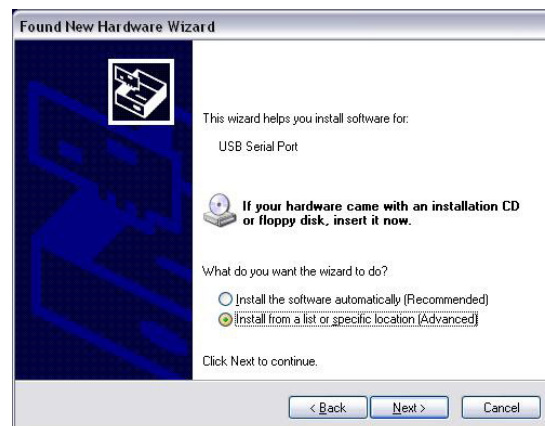 Found New Hardware Wizard
This wizard helps you install software for:
USB Serial Port
If your hardware came with an installation CD
or floppy disk, insert it now.
What do you want the wizard to do?
Install the software automatically (Recommended)
Install from a list or specific location (Advanced)
Click Next to continue.
< Back Next > Cancel